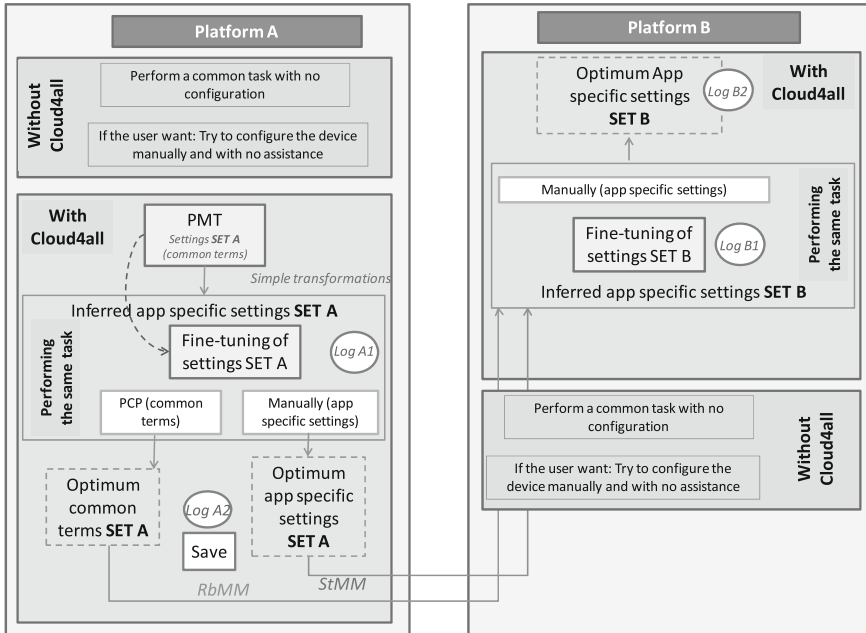 Platform A
Without
Cloud4all
Perform a common task with no
configuration
If the user want: Try to configure the device
manually and with no assistance
With
Cloud4all
PMT
Settings SET A
(common terms)
Simple transformations
Inferred app specific settings SET A
Performing
the same task
Fine-tuning of
settings SET A
Log A1
PCP (common
terms)
Manually (app
specific settings)
Optimum
common
terms SET A
Log A2
Save
Optimum
app specific
settings
SET A
RbMM
StMM
Platform B
Optimum App
specific settings
SET B
Log B2
With
Cloud4all
Manually (app specific settings)
Performing
the same task
Fine-tuning of
settings SET B
Log B1
Inferred app specific settings SET B
Perform a common task with no
configuration
Without
Cloud4all
If the user want: Try to configure the
device manually and with no assistance